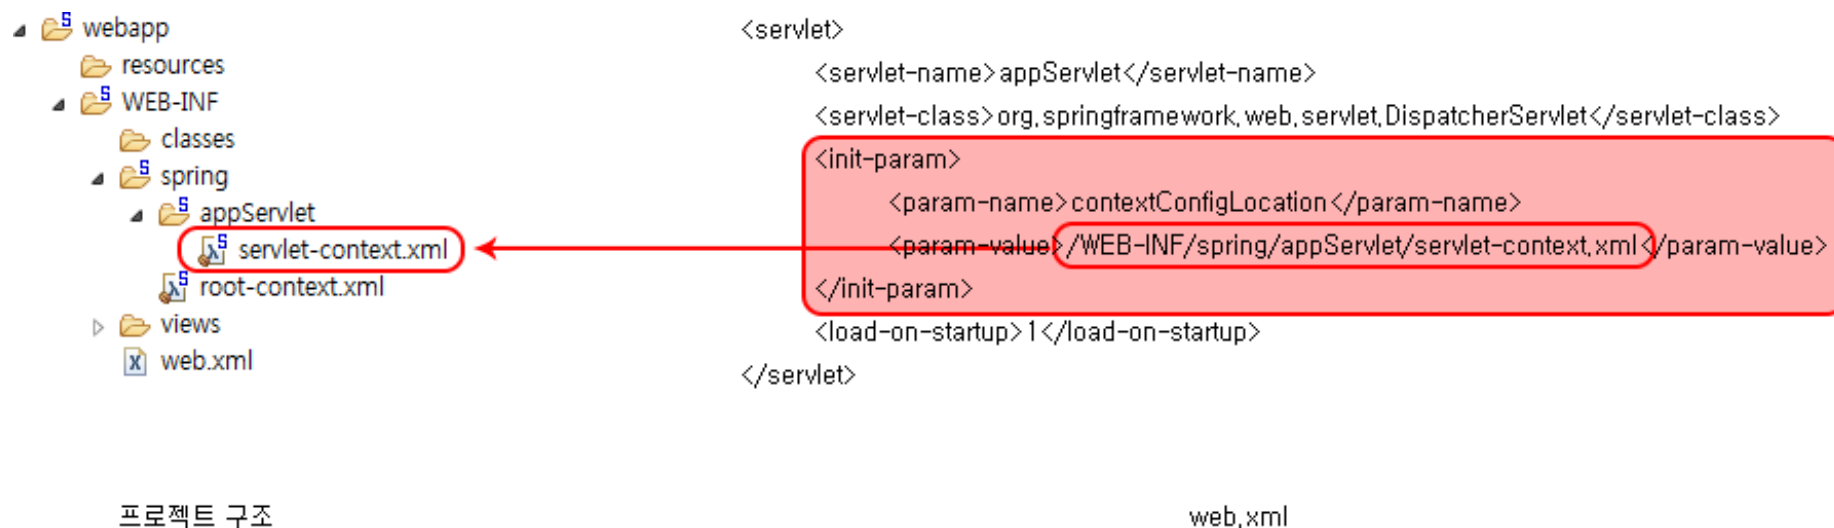 webapp
resources
WEB-INF
classes
spring
appServlet
servlet-context.xml
root-context.xml
views
web.xml
프로젝트 구조
<servlet>
<servlet-name>appServlet</servlet-name>
<servlet-class>org.springframework.web.servlet.DispatcherServlet</servlet-class>
<init-param>
<param-name>contextConfigLocation</param-name>
<param-value>/WEB-INF/spring/appServlet/servlet-context.xml</param-value>
</init-param>
<load-on-startup>1</load-on-startup>
</servlet>
web.xml